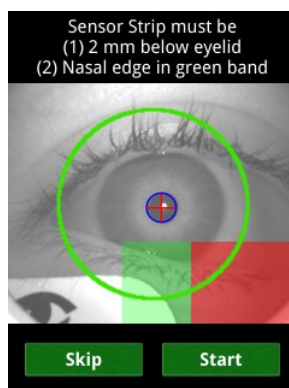 Sensor Strip must be
(1) 2 mm below eyelid
(2) Nasal edge in green band
Skip
Start